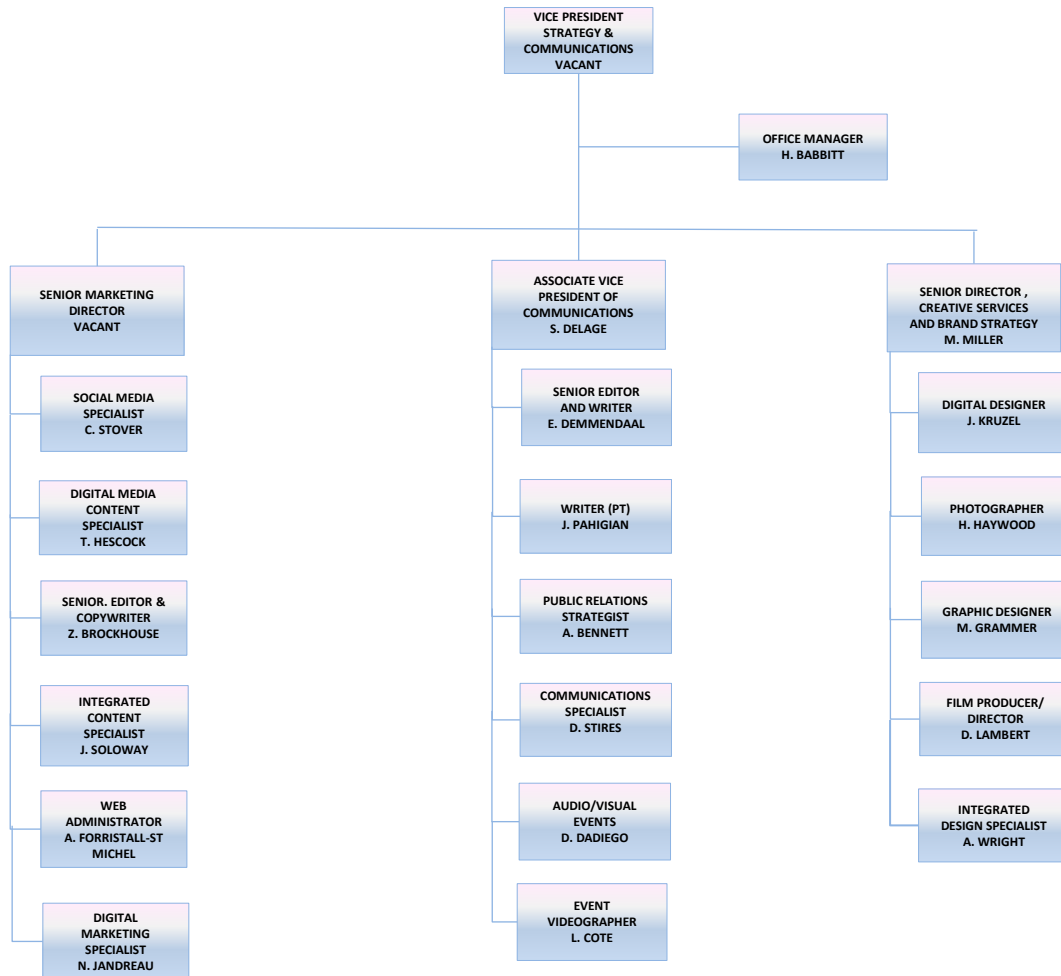 VICE PRESIDENT
STRATEGY &
COMMUNICATIONS
VACANT
OFFICE MANAGER
H. BABBITT
SENIOR MARKETING
DIRECTOR
VACANT
SOCIAL MEDIA
SPECIALIST
C. STOVER
DIGITAL MEDIA
CONTENT
SPECIALIST
T. HESCOCK
SENIOR. EDITOR &
COPYWRITER
Z. BROCKHOUSE
INTEGRATED
CONTENT
SPECIALIST
J. SOLOWAY
WEB
ADMINISTRATOR
A. FORRISTALL-ST
MICHEL
DIGITAL
MARKETING
SPECIALIST
N. JANDREAU
ASSOCIATE VICE
PRESIDENT OF
COMMUNICATIONS
S. DELAGE
SENIOR EDITOR
AND WRITER
E. DEMMENDAAL
WRITER (PT)
J. PAHIGIAN
PUBLIC RELATIONS
STRATEGIST
A. BENNETT
COMMUNICATIONS
SPECIALIST
D. STIRES
AUDIO/VISUAL
EVENTS
D. DADIEGO
EVENT
VIDEOGRAPHER
L. COTE
SENIOR DIRECTOR ,
CREATIVE SERVICES
AND BRAND STRATEGY
M. MILLER
DIGITAL DESIGNER
J. KRUZEL
PHOTOGRAPHER
H. HAYWOOD
GRAPHIC DESIGNER
M. GRAMMER
FILM PRODUCER/
DIRECTOR
D. LAMBERT
INTEGRATED
DESIGN SPECIALIST
A. WRIGHT